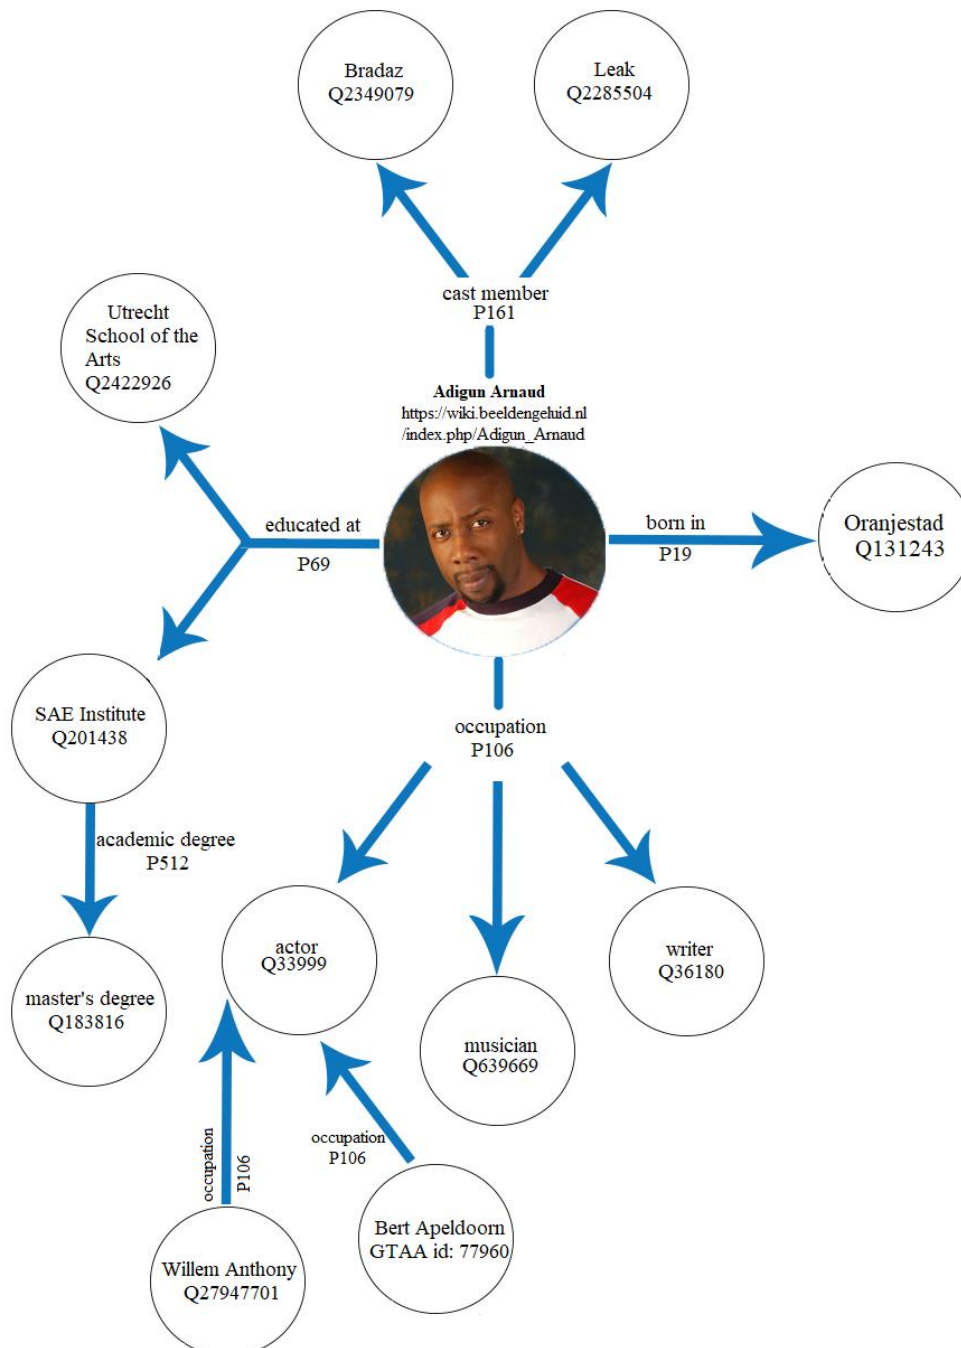 Bradaz
Q2349079
Leak
Q2285504
cast member
P161
Utrecht
School of the
Arts
Q2422926
Adigun Arnaud
https://wiki.beeldengeluid.nl
/index.php/Adigun_Arnaud
educated at
P69
born in
P19
Oranjestad
Q131243
SAE Institute
Q201438
occupation
P106
academic degree
P512
actor
Q33999
writer
Q36180
master's degree
Q183816
musician
Q639669
occupation
P106
occupation
P106
Bert Apeldoorn
GTAA id: 77960
Willem Anthony
Q27947701